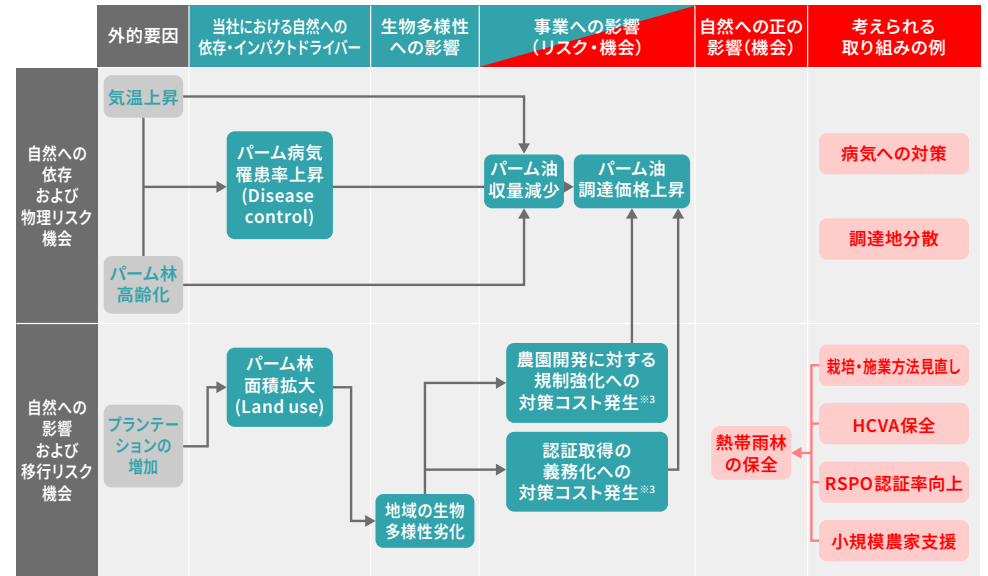 外的要因
当社における自然への
依存・インパクトドライバー
生物多様性
への影響
事業への影響
（リスク・機会）
自然への正の
影響（機会）
考えられる
取り組みの例
自然への
依存
および
物理リスク
機会
気温上昇
パーム病気
罹患率上昇
(Disease
control)
パーム油
収量減少
パーム油
調達価格上昇
病気への対策
調達地分散
パーム林
高齢化
自然への
影響
および
移行リスク
機会
プランテー
ションの
増加
パーム林
面積拡大
(Land use)
地域の生物
多様性劣化
農園開発に対する
規制強化への
対策コスト発生※3
認証取得の
義務化への
対策コスト発生※3
熱帯雨林
の保全
栽培・施業方法見直し
HCVA保全
RSPO認証率向上
小規模農家支援